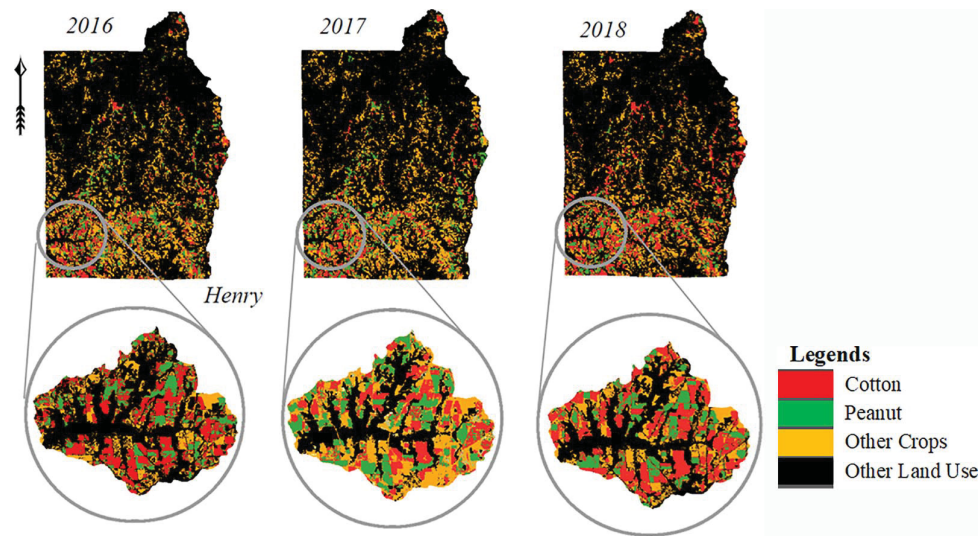 2016
2017
2018
Henry
Legends
Cotton
Peanut
Other Crops
Other Land Use